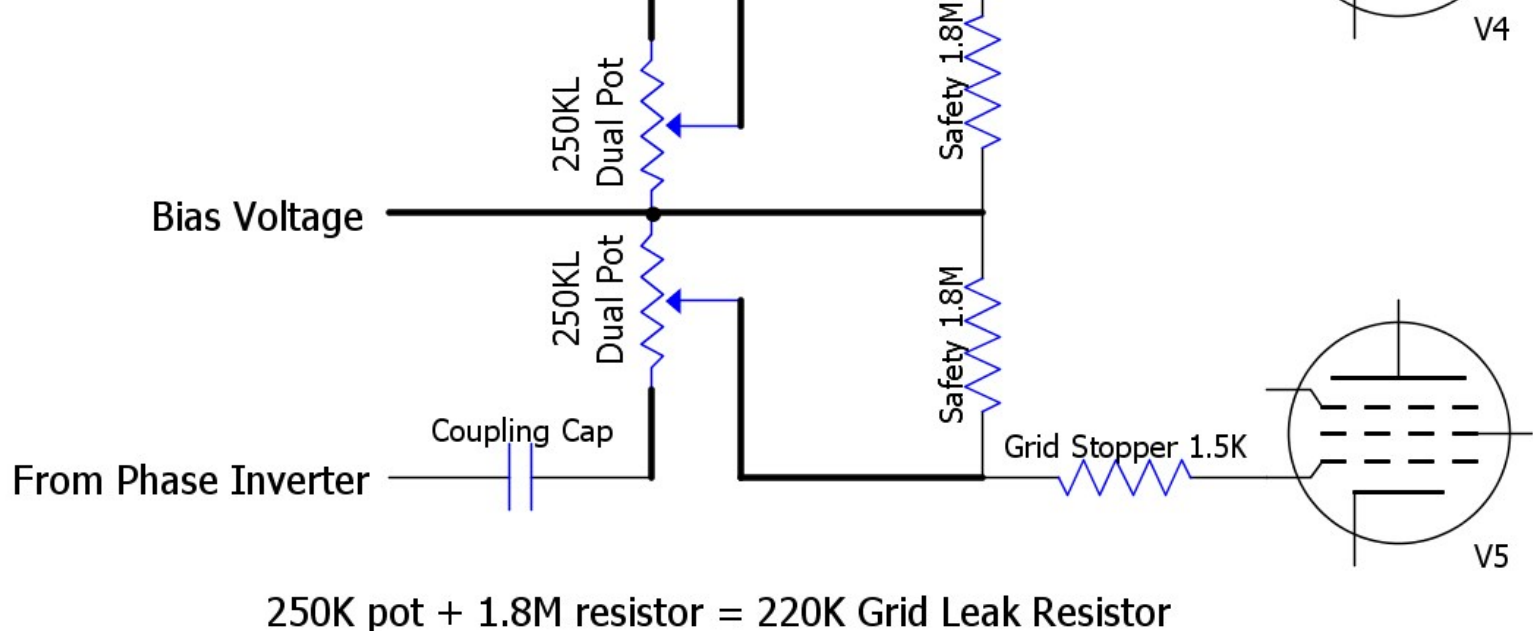 V4
Safety 1.8M
250KL
Dual Pot
Bias Voltage
250KL
Dual Pot
Safety 1.8M
Coupling Cap
Grid Stopper 1.5K
From Phase Inverter
V5
250K pot + 1.8M resistor = 220K Grid Leak Resistor